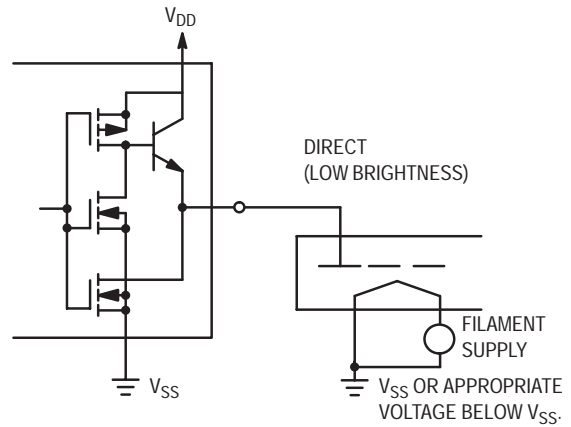 VDD
DIRECT
(LOW BRIGHTNESS)
FILAMENT
SUPPLY
VSS
VSS OR APPROPRIATE
VOLTAGE BELOW VSS.